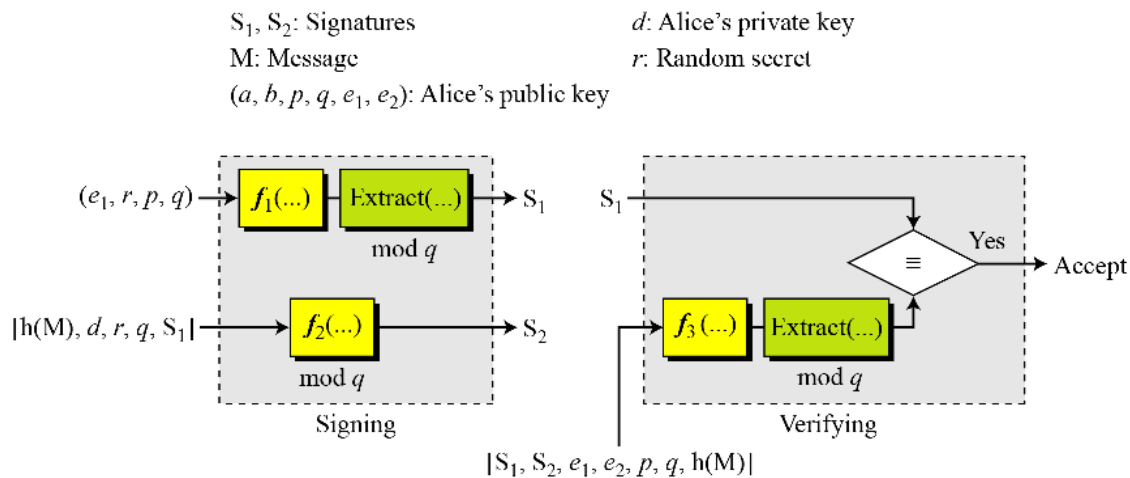 S₁, S₂: Signatures
d: Alice's private key
M: Message
r: Random secret
(a, b, p, q, e₁, e₂): Alice's public key
(e₁, r, p, q)
f₁(...)
Extract(...)
mod q
S₁
|h(M), d, r, q, S₁|
f₂(...)
mod q
S₂
Signing
S₁
≡
Yes
Accept
f₃(...)
Extract(...)
mod q
Verifying
|S₁, S₂, e₁, e₂, p, q, h(M)|